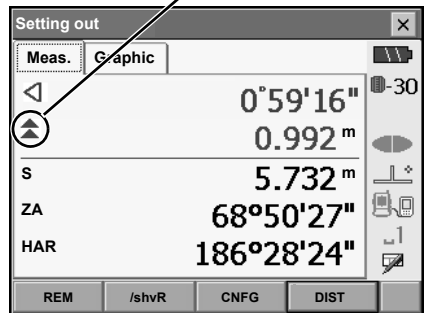 Setting out
Meas. Graphic
-30
0°59'16"
0.992 m
S 5.732 m
ZA 68°50'27"
HAR 186°28'24"
1
REM /shvR CNFG DIST